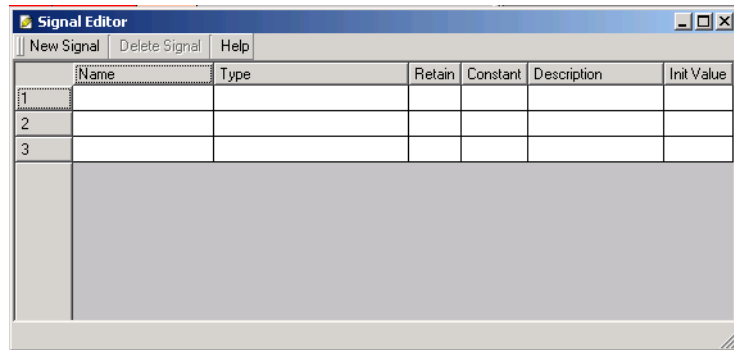 Signal Editor
New Signal Delete Signal Help
Name Type Retain Constant Description Init Value
1
2
3